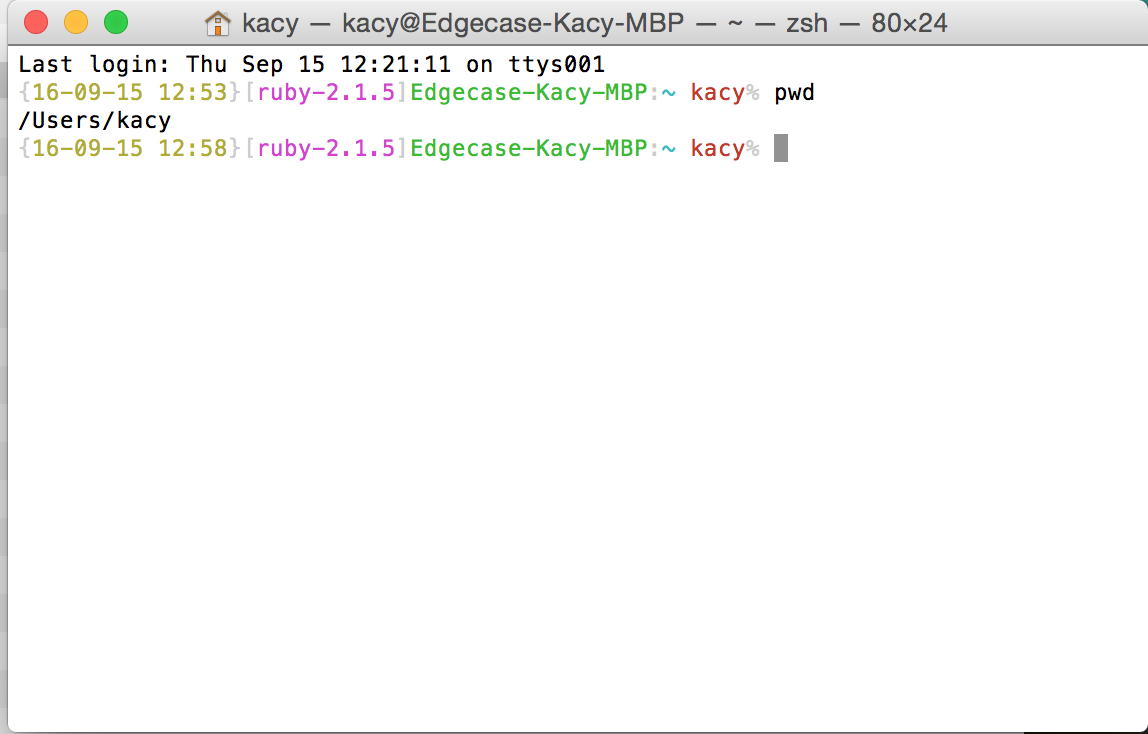 kacy — kacy@Edgecase-Kacy-MBP — ~ — zsh — 80×24
Last login: Thu Sep 15 12:21:11 on ttys001
{16-09-15 12:53}[ruby-2.1.5]Edgecase-Kacy-MBP:~ kacy% pwd
/Users/kacy
{16-09-15 12:58}[ruby-2.1.5]Edgecase-Kacy-MBP:~ kacy%